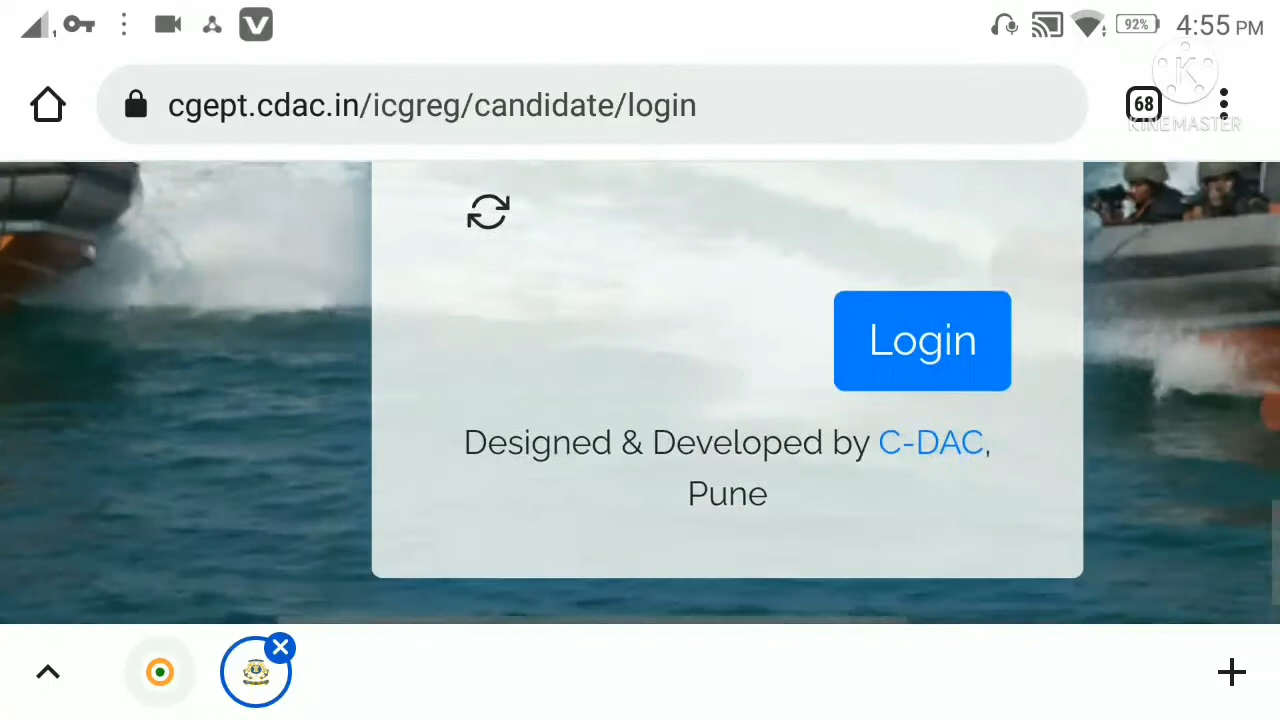 92% 4:55 PM
cgept.cdac.in/icgreg/candidate/login
68
K
KINEMASTER
Login
Designed & Developed by C-DAC,
Pune